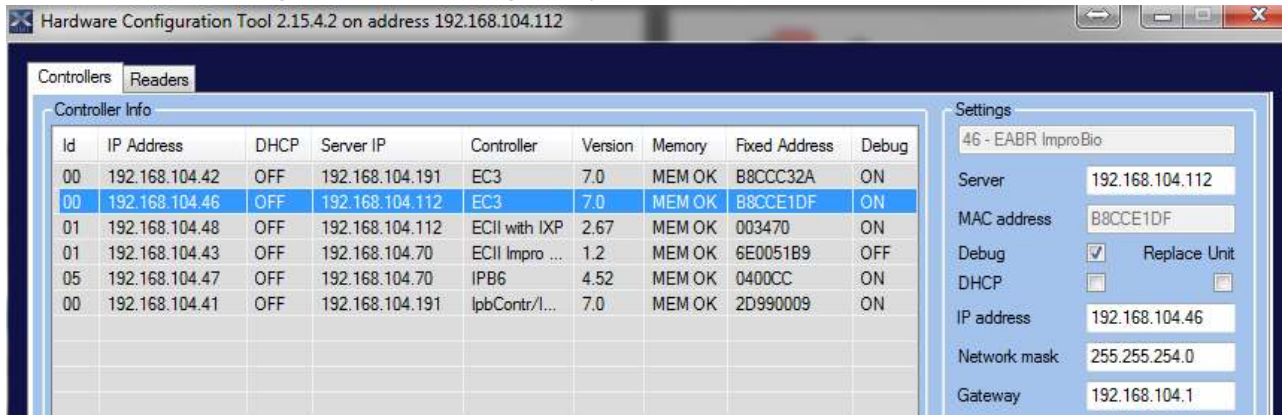 Hardware Configuration Tool 2.15.4.2 on address 192.168.104.112
Controllers Readers
Controller Info
Id IP Address DHCP Server IP Controller Version Memory Fixed Address Debug
00 192.168.104.42 OFF 192.168.104.191 EC3 7.0 MEM OK B8CCC32A ON
00 192.168.104.46 OFF 192.168.104.112 EC3 7.0 MEM OK B8CCE1DF ON
01 192.168.104.48 OFF 192.168.104.112 ECII with IXP 2.67 MEM OK 003470 ON
01 192.168.104.43 OFF 192.168.104.70 ECII Impro ... 1.2 MEM OK 6E0051B9 OFF
05 192.168.104.47 OFF 192.168.104.70 IPB6 4.52 MEM OK 0400CC ON
00 192.168.104.41 OFF 192.168.104.191 IpbContr/I... 7.0 MEM OK 2D990009 ON
Settings
46 - EABR ImproBio
Server 192.168.104.112
MAC address B8CCE1DF
Debug Replace Unit
DHCP
IP address 192.168.104.46
Network mask 255.255.254.0
Gateway 192.168.104.1